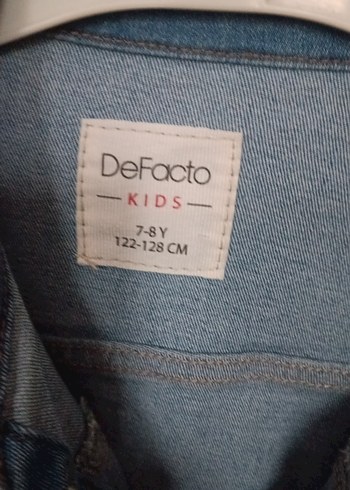 DeFacto
KIDS
7-8 Y
122-128 CM